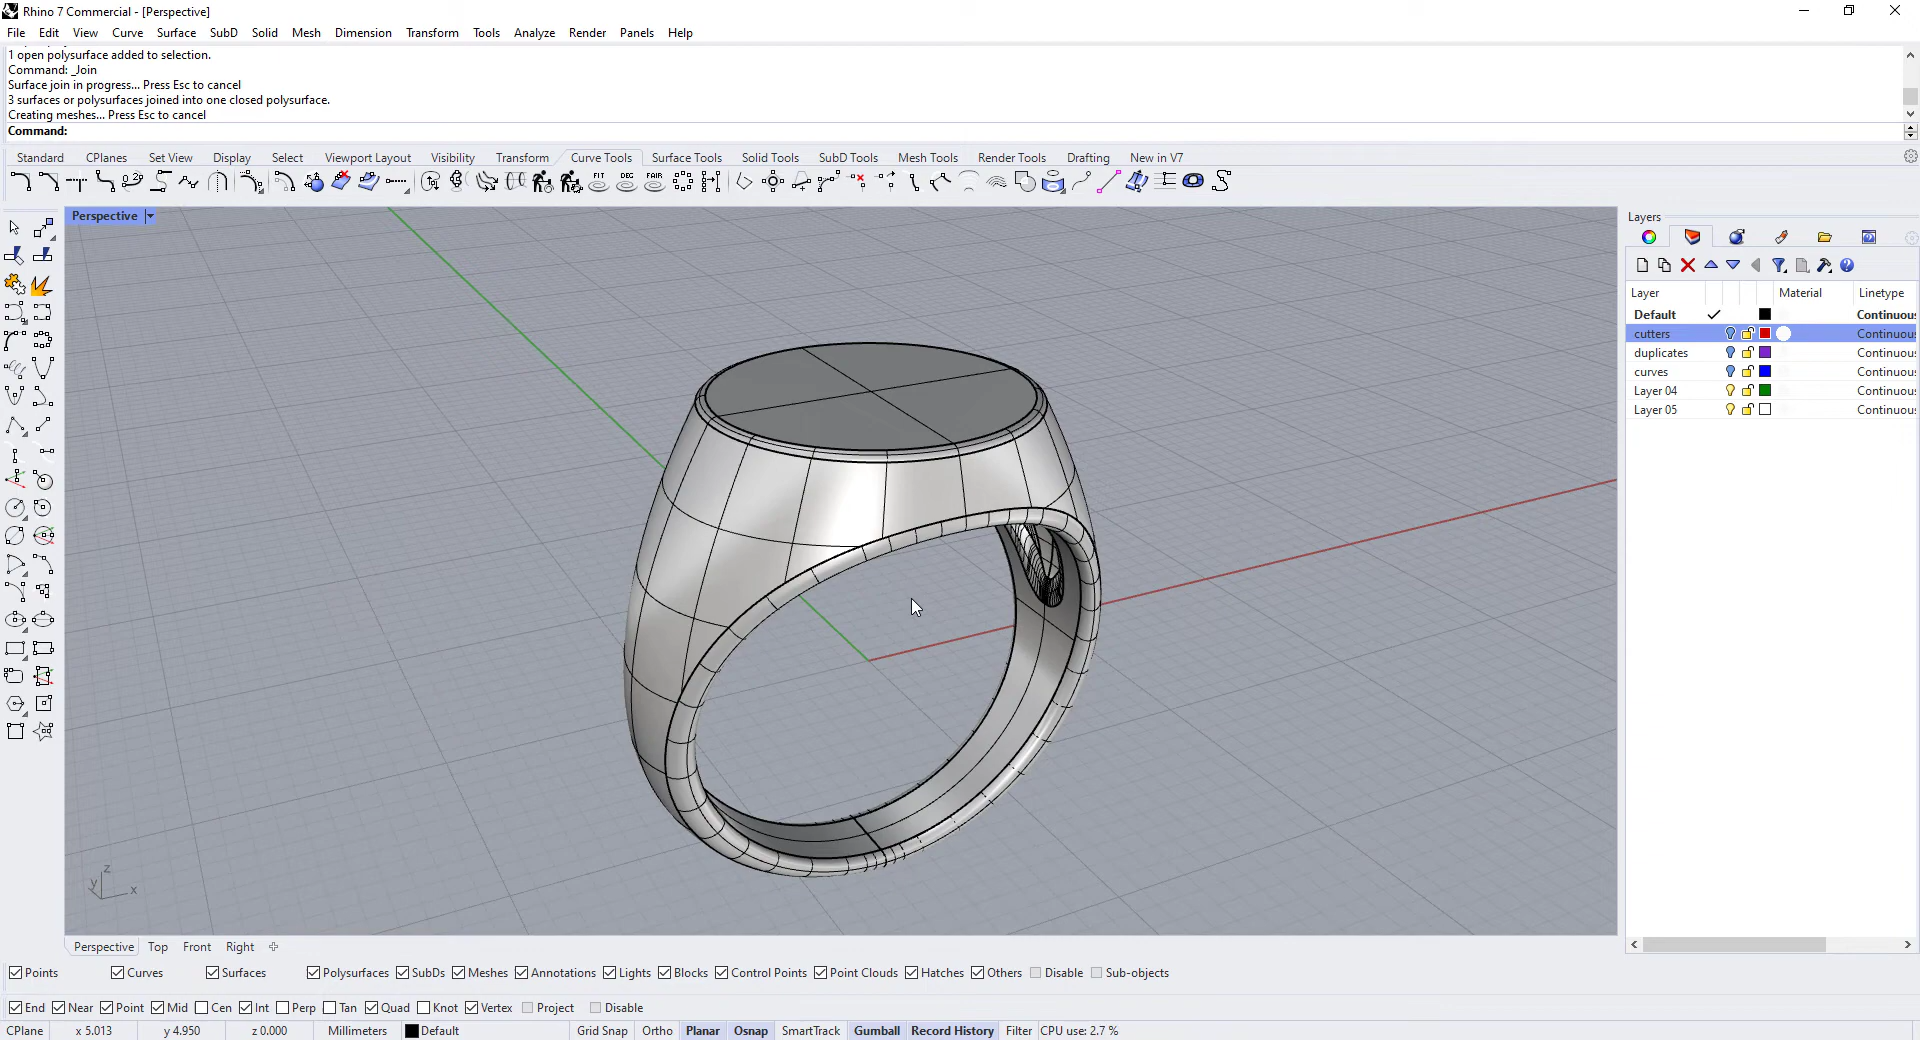 Rhino 7 Commercial - [Perspective]
File Edit View Curve Surface SubD Solid Mesh Dimension Transform Tools Analyze Render Panels Help
1 open polysurface added to selection.
Command: _Join
Surface join in progress... Press Esc to cancel
3 surfaces or polysurfaces joined into one closed polysurface.
Creating meshes... Press Esc to cancel
Command:
Standard CPlanes Set View Display Select Viewport Layout Visibility Transform Curve Tools Surface Tools Solid Tools SubD Tools Mesh Tools Render Tools Drafting New in V7
FIT DEG FAIR
Perspective
Layers
Layer Material Linetype
Default Continuous
cutters Continuous
duplicates Continuous
curves Continuous
Layer 04 Continuous
Layer 05 Continuous
z
y
x
Perspective Top Front Right
Points Curves Surfaces Polysurfaces SubDs Meshes Annotations Lights Blocks Control Points Point Clouds Hatches Others Disable Sub-objects
End Near Point Mid Cen Int Perp Tan Quad Knot Vertex Project Disable
CPlane x 5.013 y 4.950 z 0.000 Millimeters Default Grid Snap Ortho Planar Osnap SmartTrack Gumball Record History Filter CPU use: 2.7 %